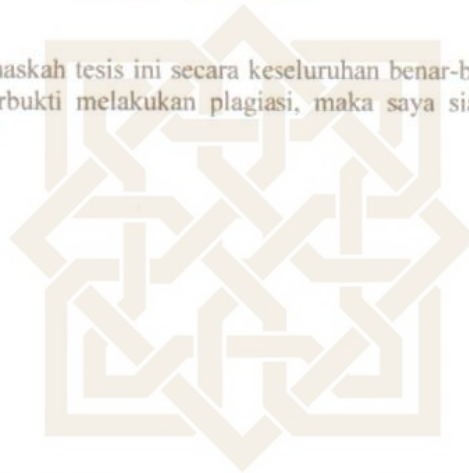 naskah tesis ini secara keseluruhan benar-b
rbukti melakukan plagiasi, maka saya si